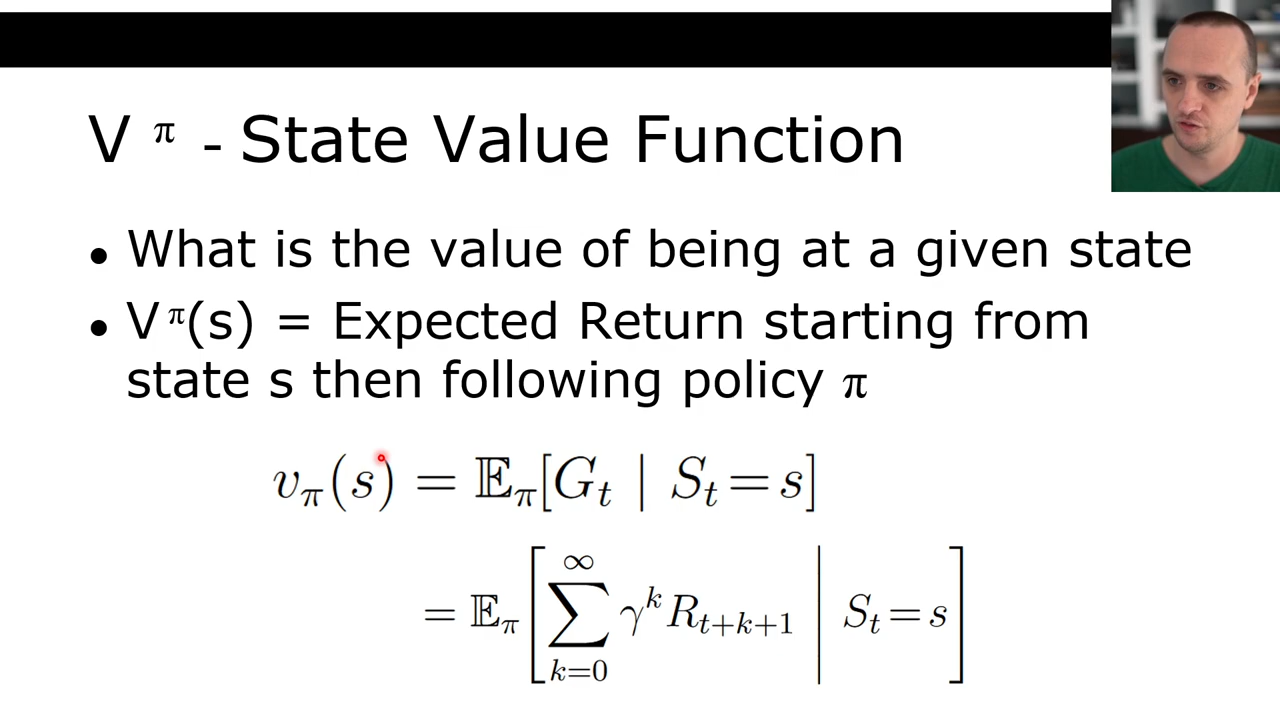 V π - State Value Function
• What is the value of being at a given state
• V π(s) = Expected Return starting from
state s then following policy π
vπ(s) = 𝔼π[Gt | St=s]
= 𝔼π[∑k=0∞ γkRt+k+1 | St=s]